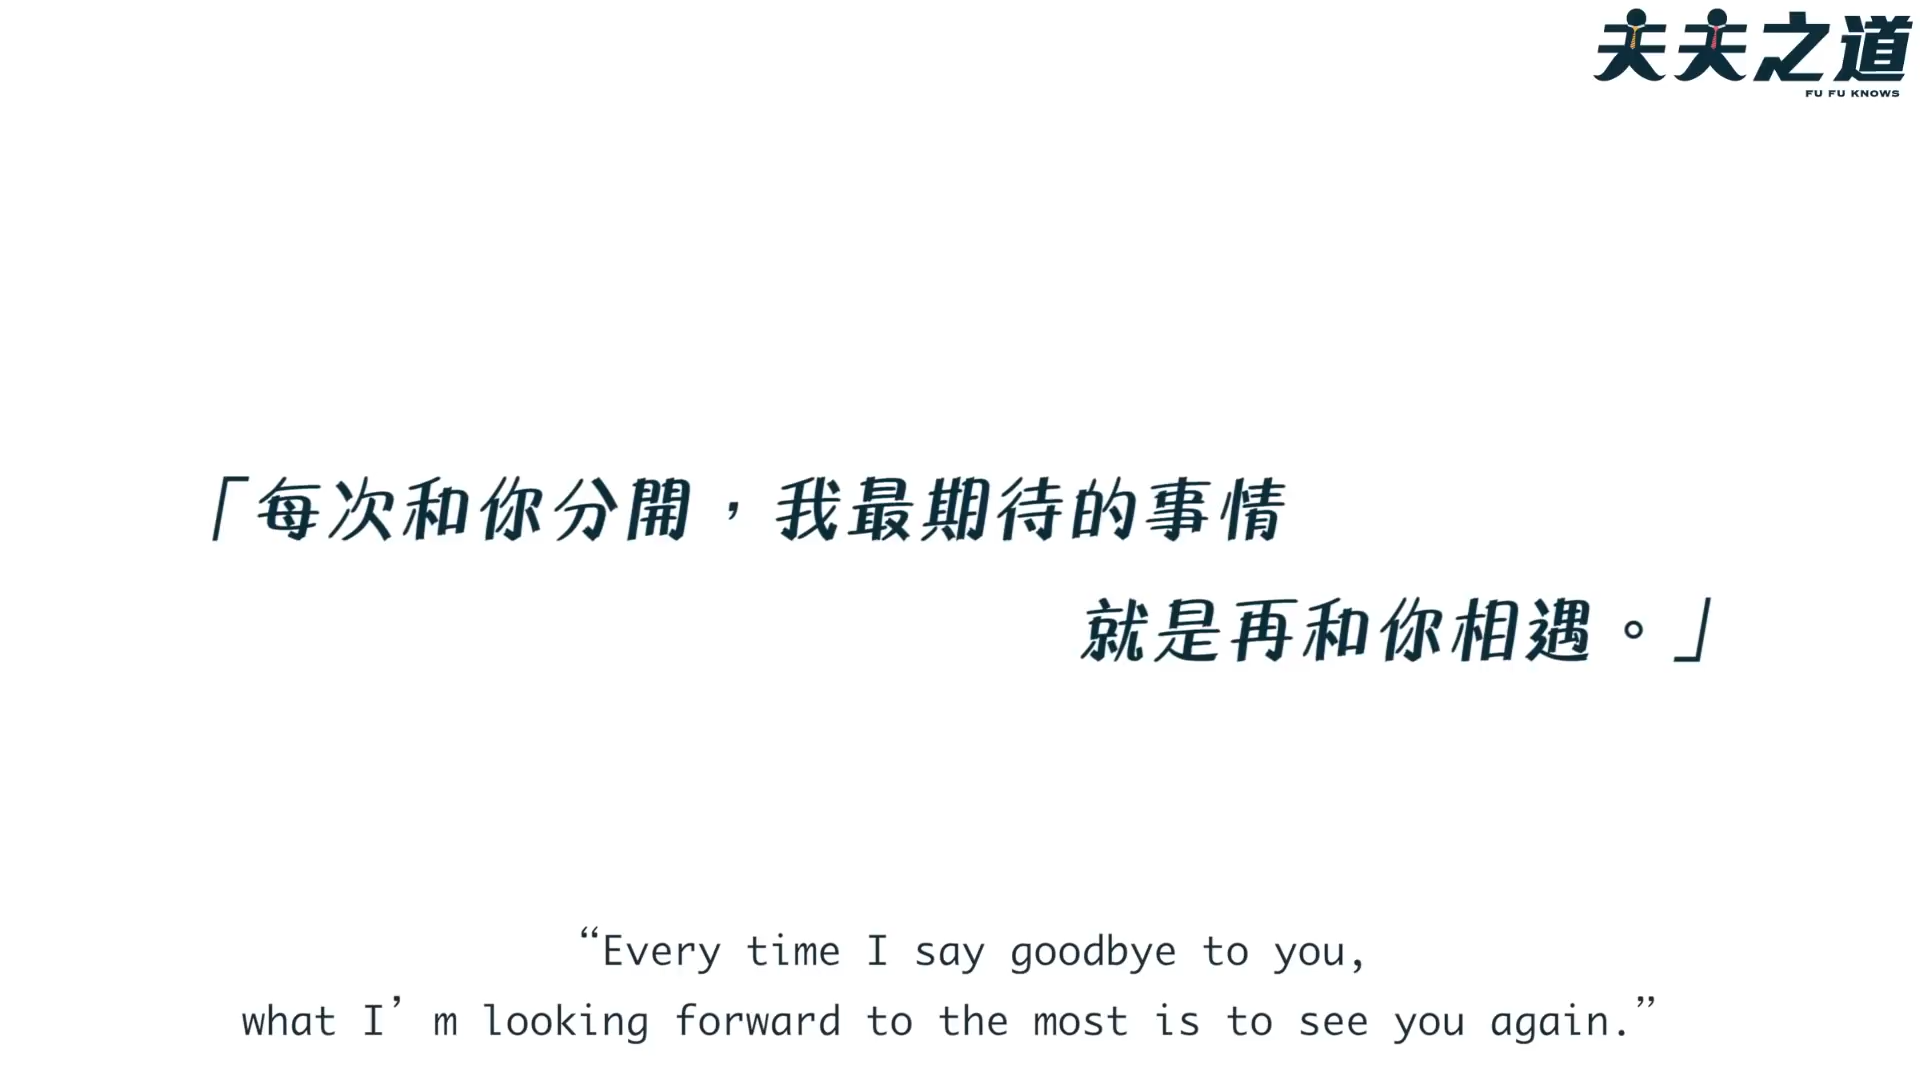 夫夫之道
FU FU KNOWS
「每次和你分開，我最期待的事情
就是再和你相遇。」
“Every time I say goodbye to you,
what I’m looking forward to the most is to see you again.”